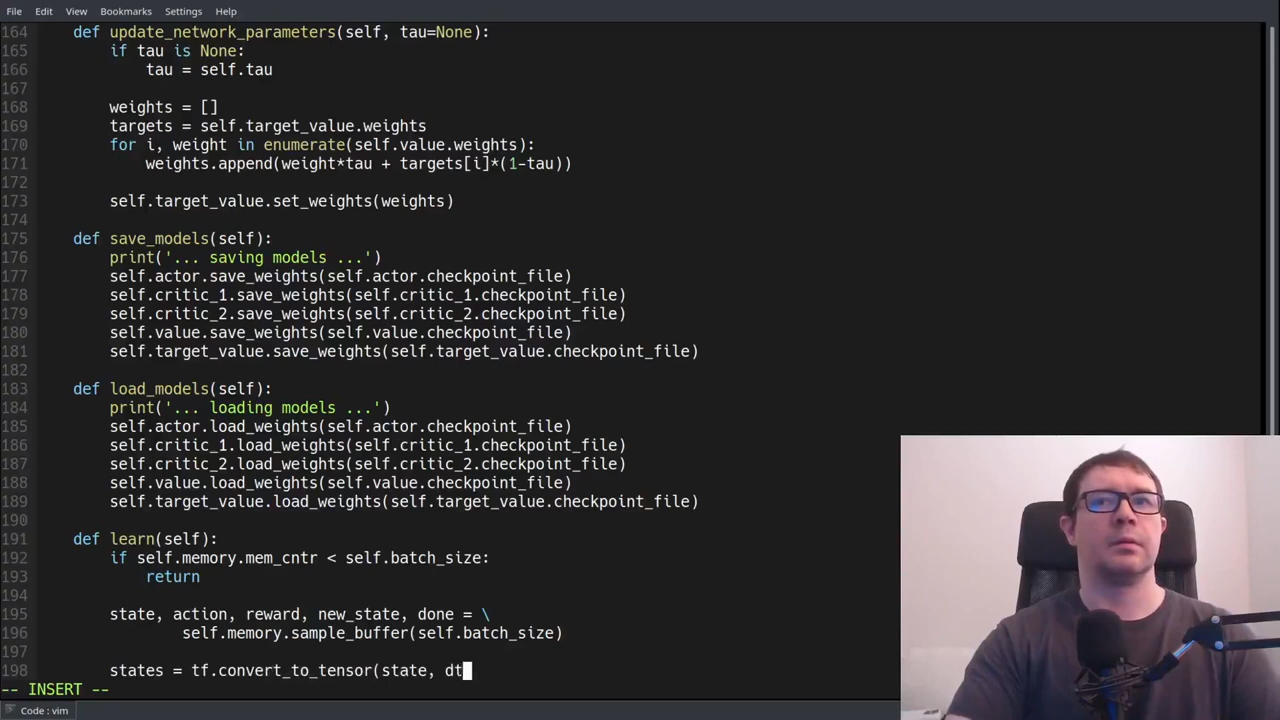 File Edit View Bookmarks Settings Help
164 def update_network_parameters(self, tau=None):
165 if tau is None:
166 tau = self.tau
167
168 weights = []
169 targets = self.target_value.weights
170 for i, weight in enumerate(self.value.weights):
171 weights.append(weight*tau + targets[i]*(1-tau))
172
173 self.target_value.set_weights(weights)
174
175 def save_models(self):
176 print('... saving models ...')
177 self.actor.save_weights(self.actor.checkpoint_file)
178 self.critic_1.save_weights(self.critic_1.checkpoint_file)
179 self.critic_2.save_weights(self.critic_2.checkpoint_file)
180 self.value.save_weights(self.value.checkpoint_file)
181 self.target_value.save_weights(self.target_value.checkpoint_file)
182
183 def load_models(self):
184 print('... loading models ...')
185 self.actor.load_weights(self.actor.checkpoint_file)
186 self.critic_1.load_weights(self.critic_1.checkpoint_file)
187 self.critic_2.load_weights(self.critic_2.checkpoint_file)
188 self.value.load_weights(self.value.checkpoint_file)
189 self.target_value.load_weights(self.target_value.checkpoint_file)
190
191 def learn(self):
192 if self.memory.mem_cntr < self.batch_size:
193 return
194
195 state, action, reward, new_state, done = \
196 self.memory.sample_buffer(self.batch_size)
197
198 states = tf.convert_to_tensor(state, dt
-- INSERT --
Code : vim